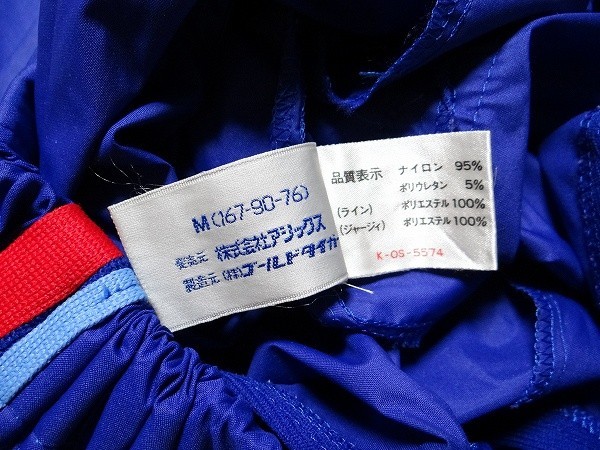 M(167-90-76)
発売元 株式会社アシックス
製造元 (株)ゴールドタイガ
品質表示 ナイロン 95%
ポリウレタン 5%
(ライン) ポリエステル100%
(ジャージィ) ポリエステル100%
K-OS-5574